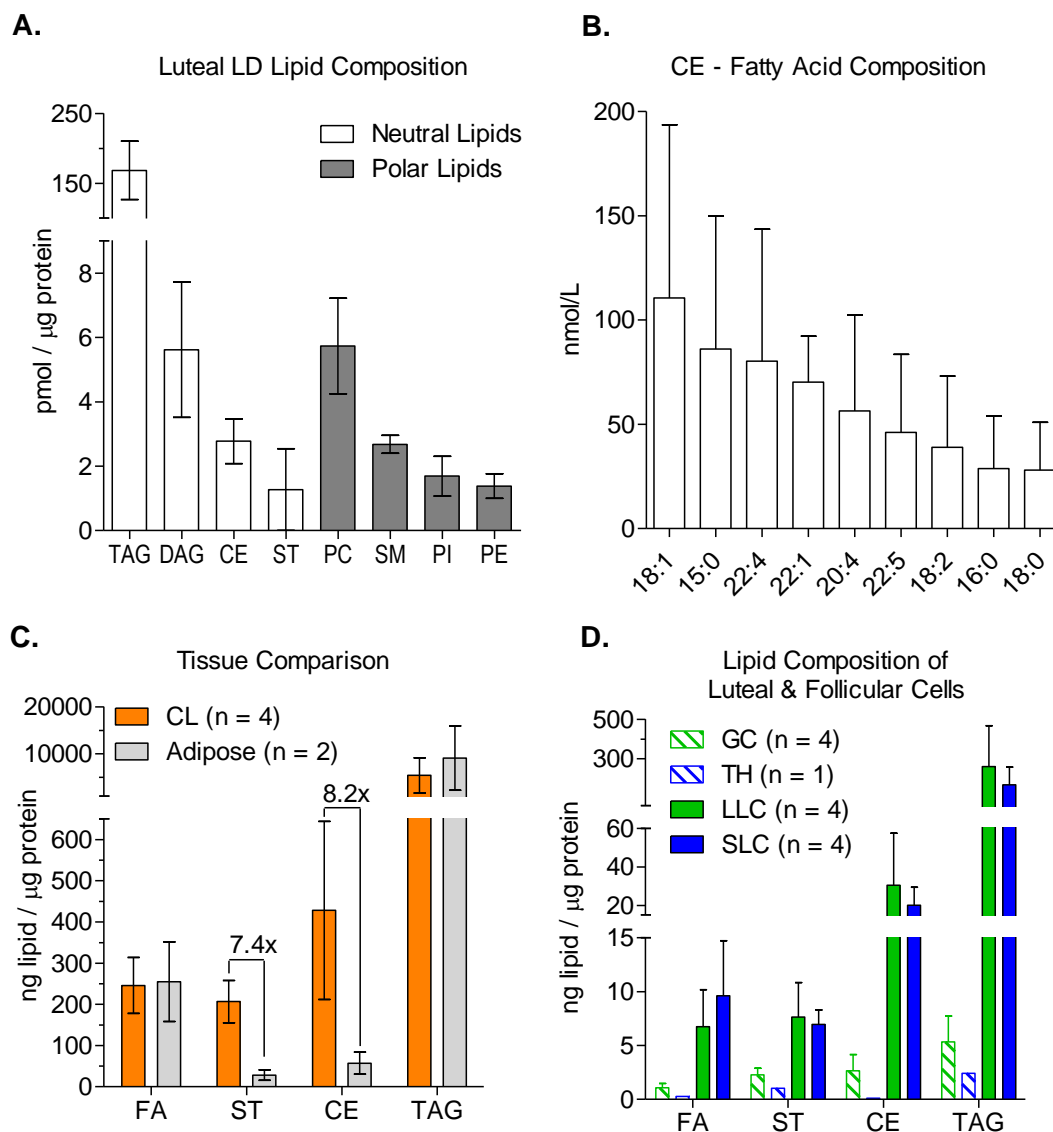 A.
Luteal LD Lipid Composition
250
150
8
6
4
2
0
pmol / µg protein
Neutral Lipids
Polar Lipids
TAG DAG CE ST PC SM PI PE
B.
CE - Fatty Acid Composition
200
150
100
50
0
nmol/L
18:1 15:0 22:4 22:1 20:4 22:5 18:2 16:0 18:0
C.
Tissue Comparison
20000
10000
600
500
400
300
200
100
0
ng lipid / µg protein
CL (n = 4)
Adipose (n = 2)
7.4x
8.2x
FA ST CE TAG
D.
Lipid Composition of
Luteal & Follicular Cells
500
300
60
40
20
15
10
5
0
ng lipid / µg protein
GC (n = 4)
TH (n = 1)
LLC (n = 4)
SLC (n = 4)
FA ST CE TAG